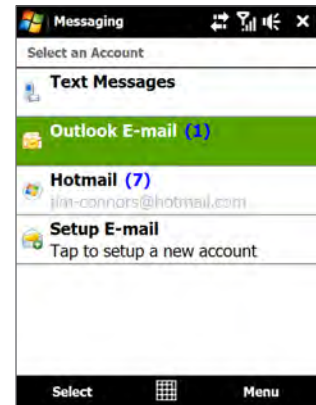 Messaging
Select an Account
Text Messages
Outlook E-mail (1)
Hotmail (7)
jim-connors@hotmail.com
Setup E-mail
Tap to setup a new account
Select
Menu